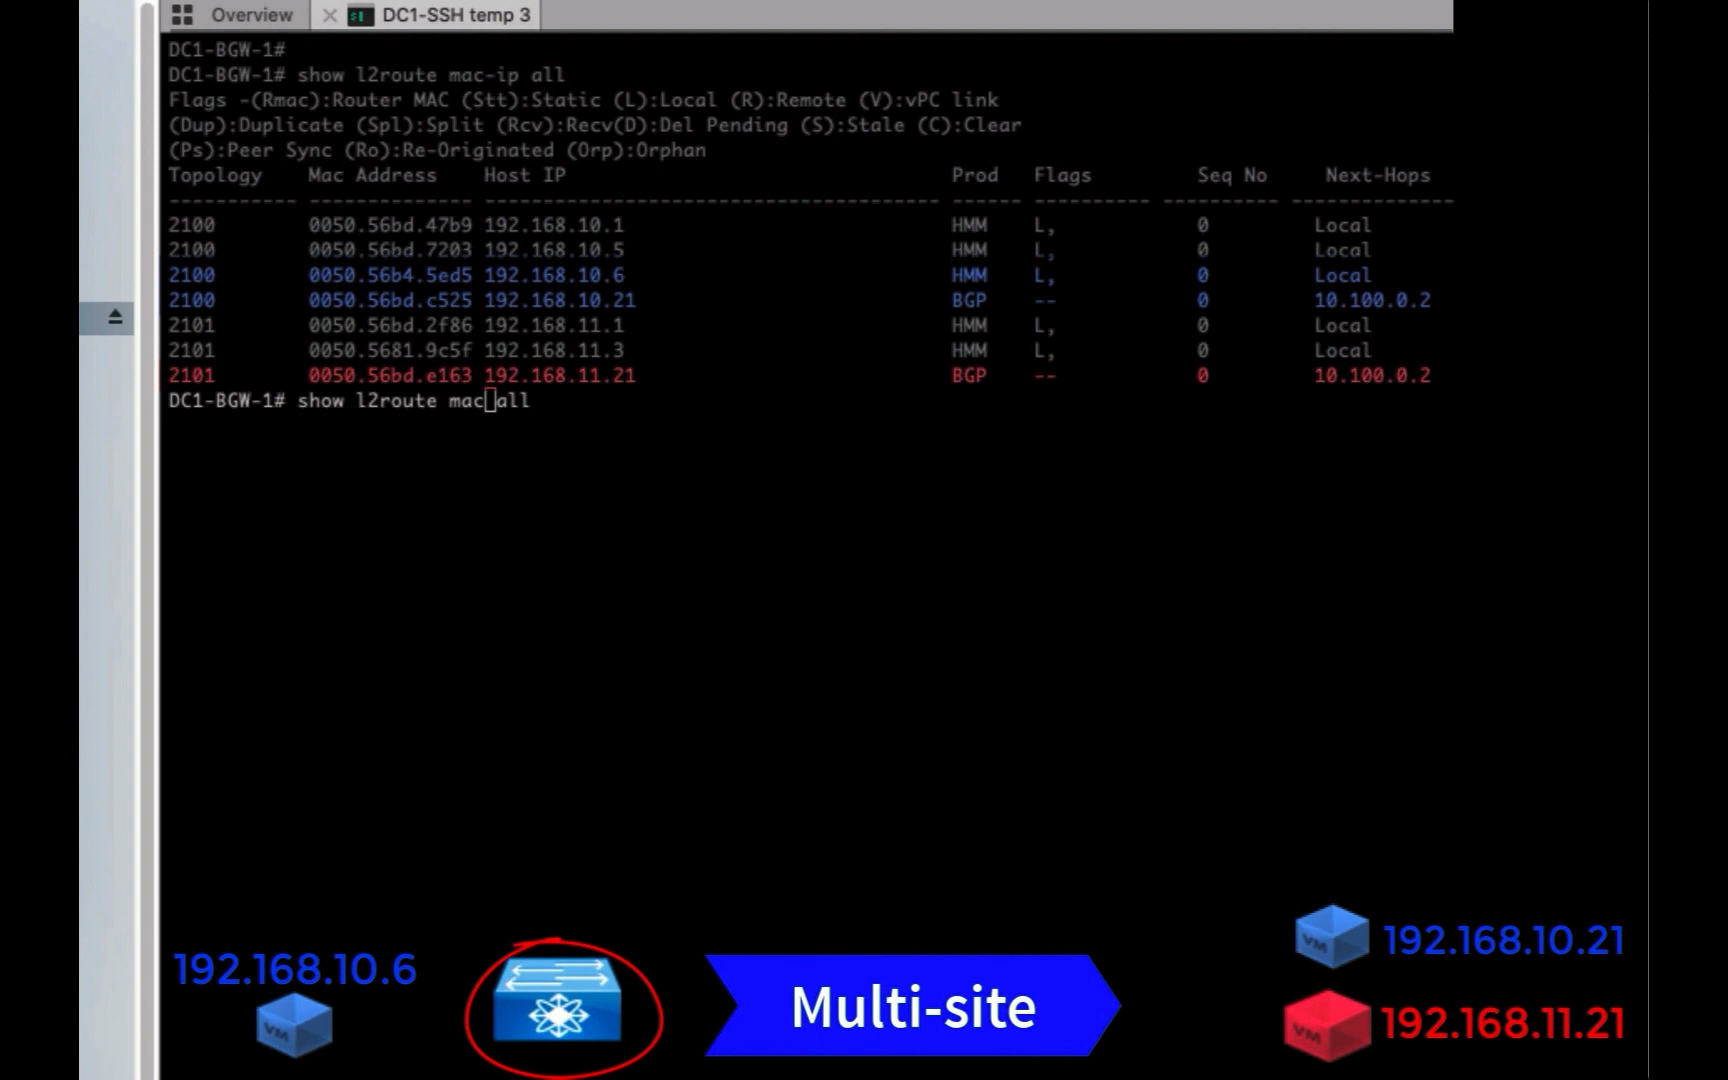 Overview DC1-SSH temp 3
DC1-BGW-1#
DC1-BGW-1# show l2route mac-ip all
Flags -(Rmac):Router MAC (Stt):Static (L):Local (R):Remote (V):vPC link
(Dup):Duplicate (Spl):Split (Rcv):Recv(D):Del Pending (S):Stale (C):Clear
(Ps):Peer Sync (Ro):Re-Originated (Orp):Orphan
Topology Mac Address Host IP Prod Flags Seq No Next-Hops
----------- -------------- --------------------------------------- ------ ---------- ---------- --------------
2100 0050.56bd.47b9 192.168.10.1 HMM L, 0 Local
2100 0050.56bd.7203 192.168.10.5 HMM L, 0 Local
2100 0050.56b4.5ed5 192.168.10.6 HMM L, 0 Local
2100 0050.56bd.c525 192.168.10.21 BGP -- 0 10.100.0.2
2101 0050.56bd.2f86 192.168.11.1 HMM L, 0 Local
2101 0050.5681.9c5f 192.168.11.3 HMM L, 0 Local
2101 0050.56bd.e163 192.168.11.21 BGP -- 0 10.100.0.2
DC1-BGW-1# show l2route mac all
192.168.10.6
VM
Multi-site
VM 192.168.10.21
VM 192.168.11.21